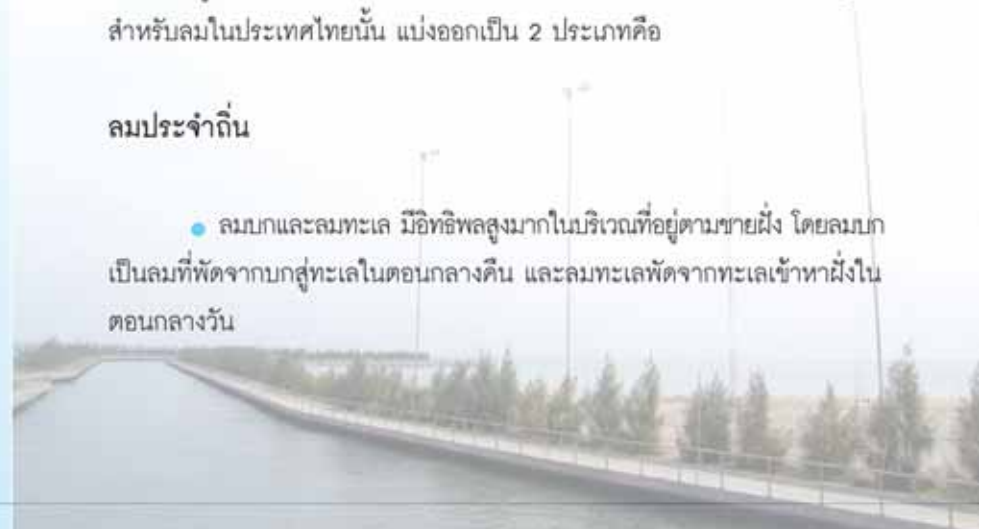 สำหรับลมในประเทศไทยนั้น แบ่งออกเป็น 2 ประเภทคือ
ลมประจำถิ่น
● ลมบกและลมทะเล มีอิทธิพลสูงมากในบริเวณที่อยู่ตามชายฝั่ง โดยลมบก
เป็นลมที่พัดจากบกสู่ทะเลในตอนกลางคืน และลมทะเลพัดจากทะเลเข้าหาฝั่งใน
ตอนกลางวัน